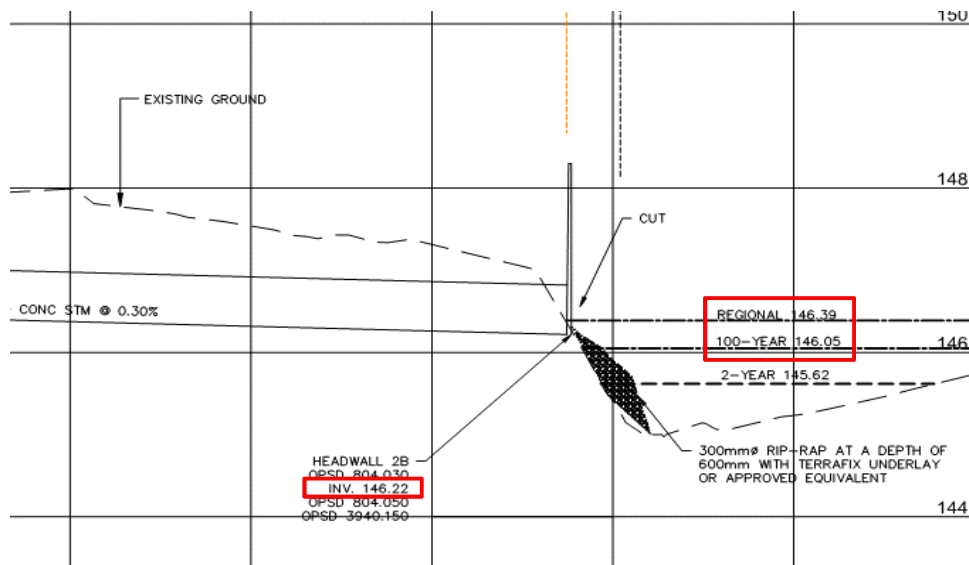 150
EXISTING GROUND
148
CUT
CONC STM @ 0.30%
REGIONAL 146.39
100-YEAR 146.05
146
2-YEAR 145.62
300mmø RIP-RAP AT A DEPTH OF
600mm WITH TERRAFIX UNDERLAY
OR APPROVED EQUIVALENT
HEADWALL 2B
OPSD 804.030
INV. 146.22
OPSD 804.050
OPSD 3940.150
144